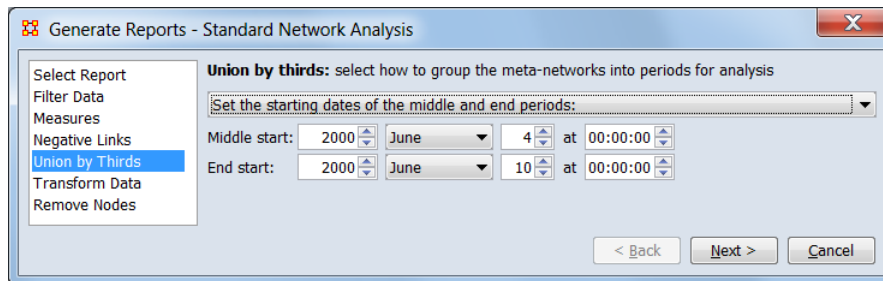 Generate Reports - Standard Network Analysis
Select Report
Filter Data
Measures
Negative Links
Union by Thirds
Transform Data
Remove Nodes
Union by thirds: select how to group the meta-networks into periods for analysis
Set the starting dates of the middle and end periods:
Middle start: 2000 June 4 at 00:00:00
End start: 2000 June 10 at 00:00:00
< Back Next > Cancel